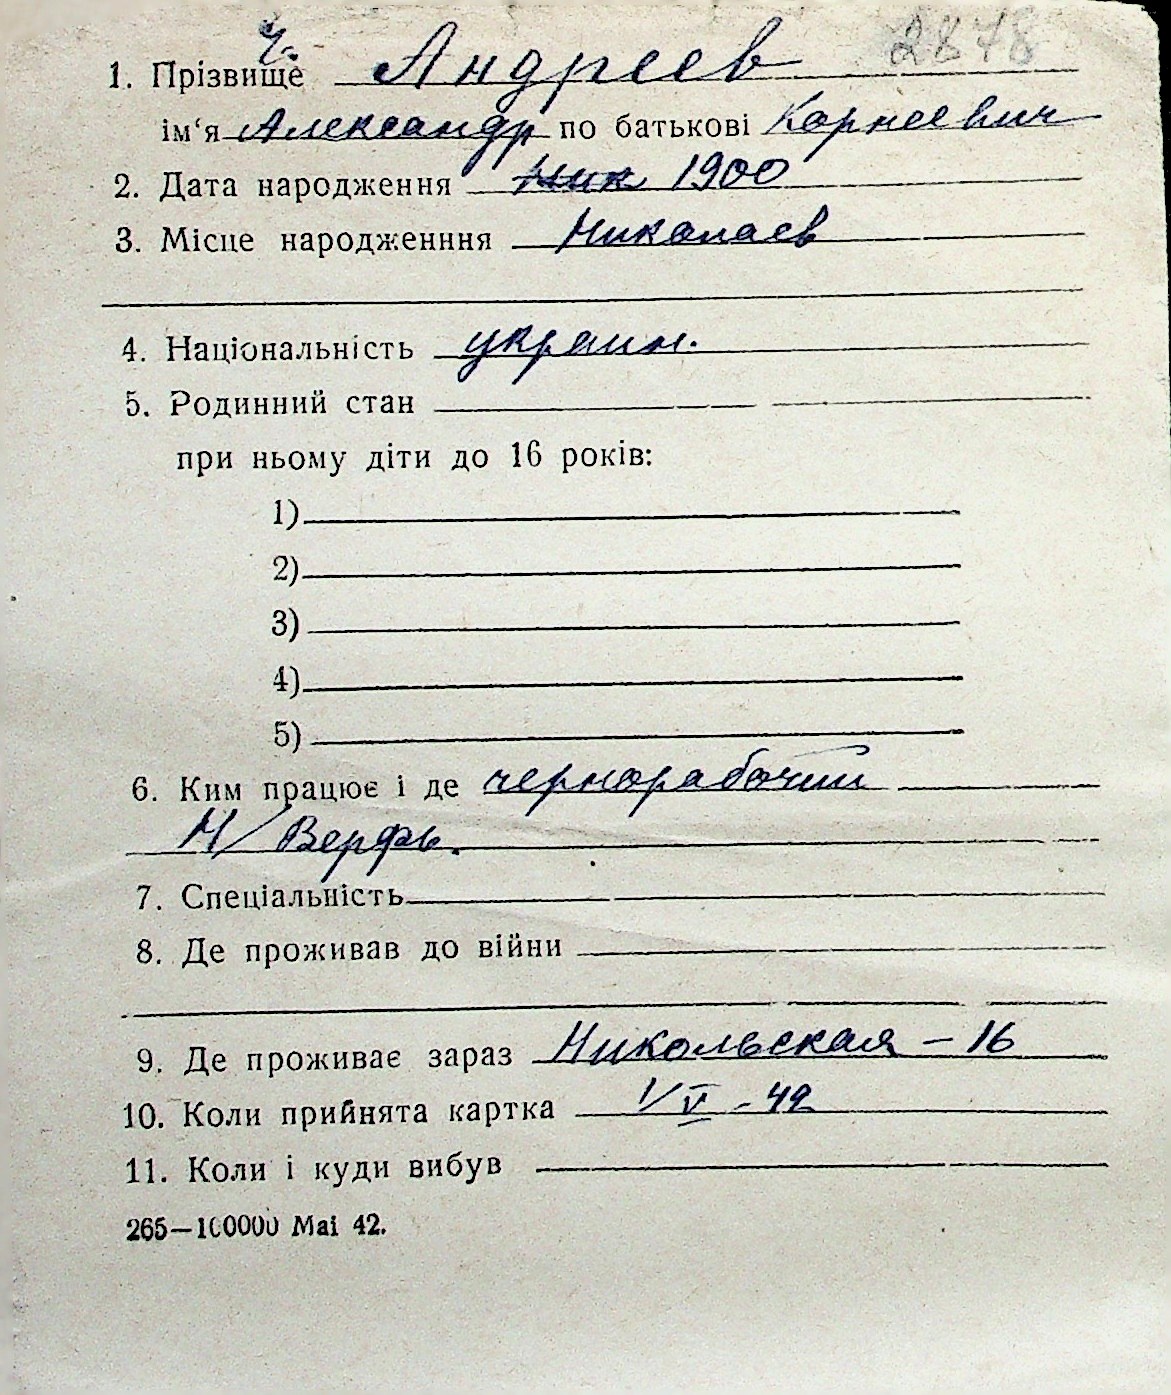 2878
1. Прізвище Андреев
ім‘я Александр по батькові Корнеевич
2. Дата народження Ник 1900
3. Місце народженння Николаев
4. Національність украин.
5. Родинний стан
при ньому діти до 16 років:
1)
2)
3)
4)
5)
6. Ким працює і де чернорабочий
Н/Верфь.
7. Спеціальність
8. Де проживав до війни
9. Де проживає зараз Никольская – 16
10. Коли прийнята картка 1/V - 42
11. Коли і куди вибув
265—100000 Mai 42.